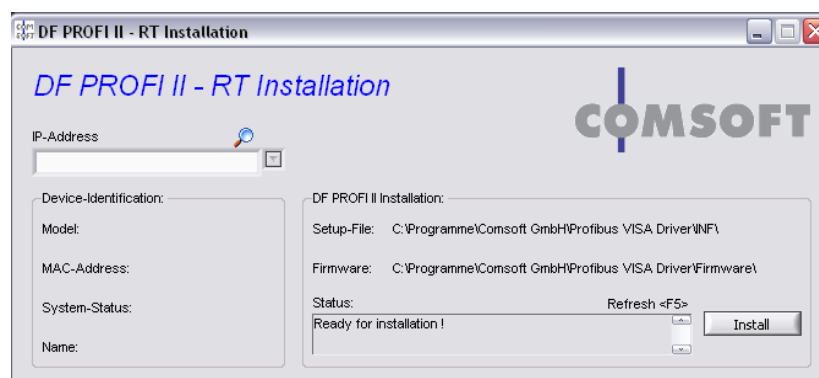 COM SOFT DF PROFI II - RT Installation
DF PROFI II - RT Installation
COMSOFT
IP-Address
Device-Identification:
Model:
MAC-Address:
System-Status:
Name:
DF PROFI II Installation:
Setup-File: C:\Programme\Comsoft GmbH\Profibus VISA Driver\INF\
Firmware: C:\Programme\Comsoft GmbH\Profibus VISA Driver\Firmware\
Status: Refresh <F5>
Ready for installation !
Install